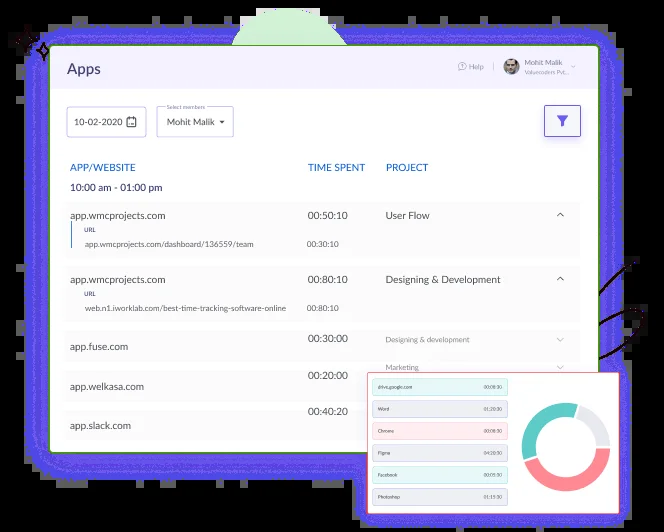 Apps
Help
Mohit Malik
Valuecoders Pvt...
10-02-2020
Select members
Mohit Malik
APP/WEBSITE TIME SPENT PROJECT
10:00 am - 01:00 pm
app.wmcprojects.com 00:50:10 User Flow
URL
app.wmcprojects.com/dashboard/136559/team 00:30:10
app.wmcprojects.com 00:80:10 Designing & Development
URL
web.n1.iworklab.com/best-time-tracking-software-online 00:80:10
app.fuse.com 00:30:00 Designing & development
app.welkasa.com 00:20:00 Marketing
app.slack.com 00:40:20
drive.google.com 00:08:30
Word 01:20:30
Chrome 00:08:30
Figma 04:20:30
Facebook 00:05:30
Photoshop 01:15:30